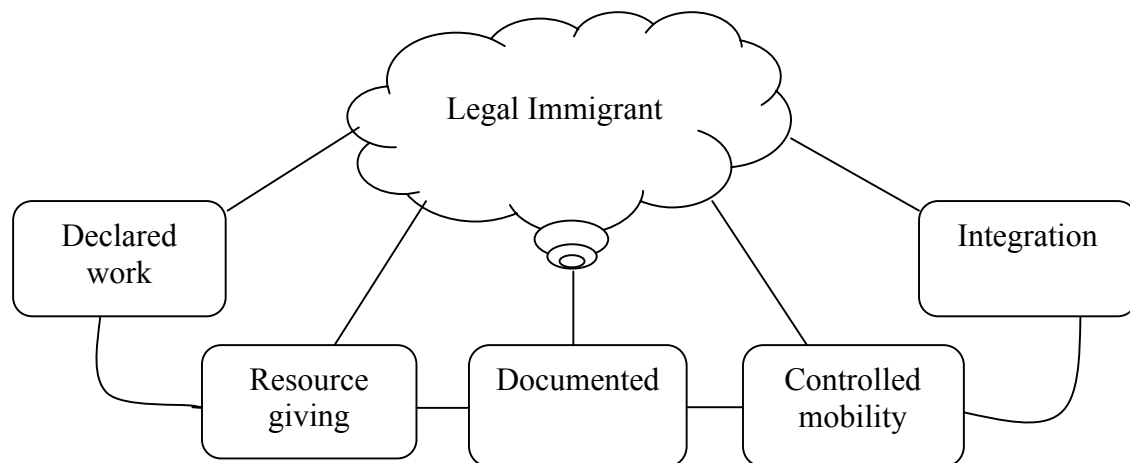 Legal Immigrant
Declared
work
Integration
Resource
giving
Documented
Controlled
mobility